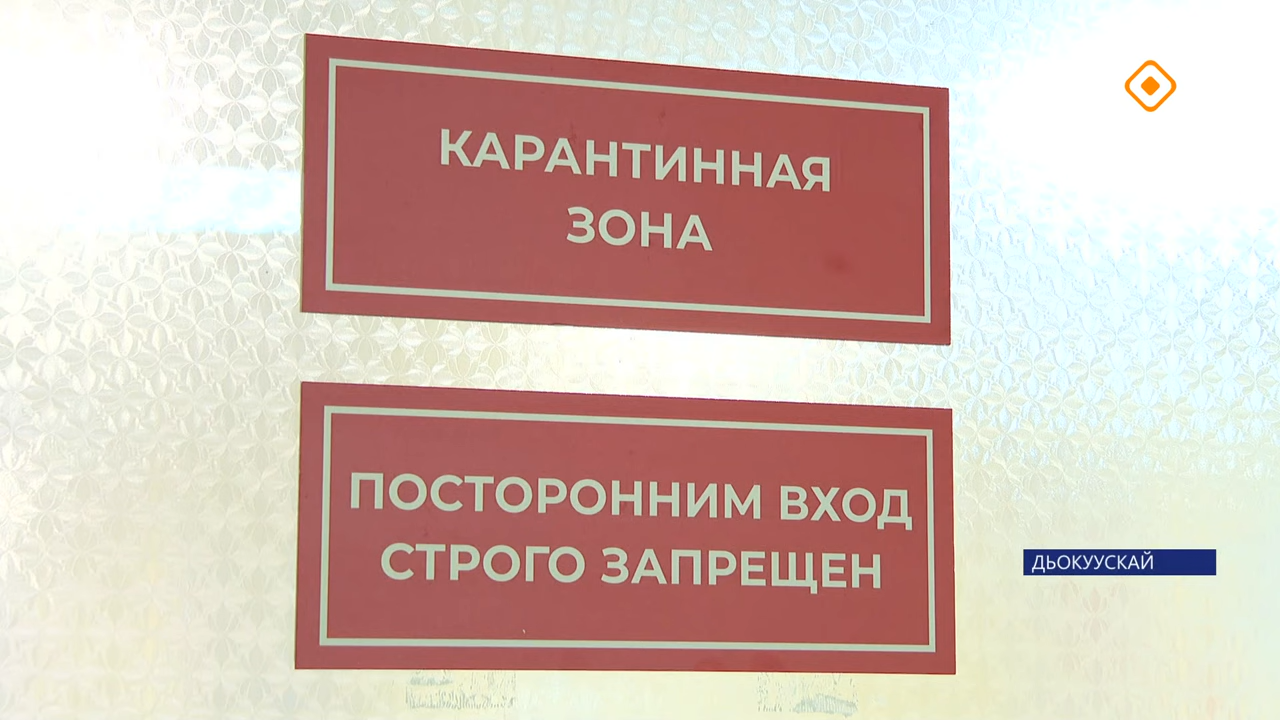 КАРАНТИННАЯ
ЗОНА
ПОСТОРОННИМ ВХОД
СТРОГО ЗАПРЕЩЕН
ДЬОКУУСКАЙ